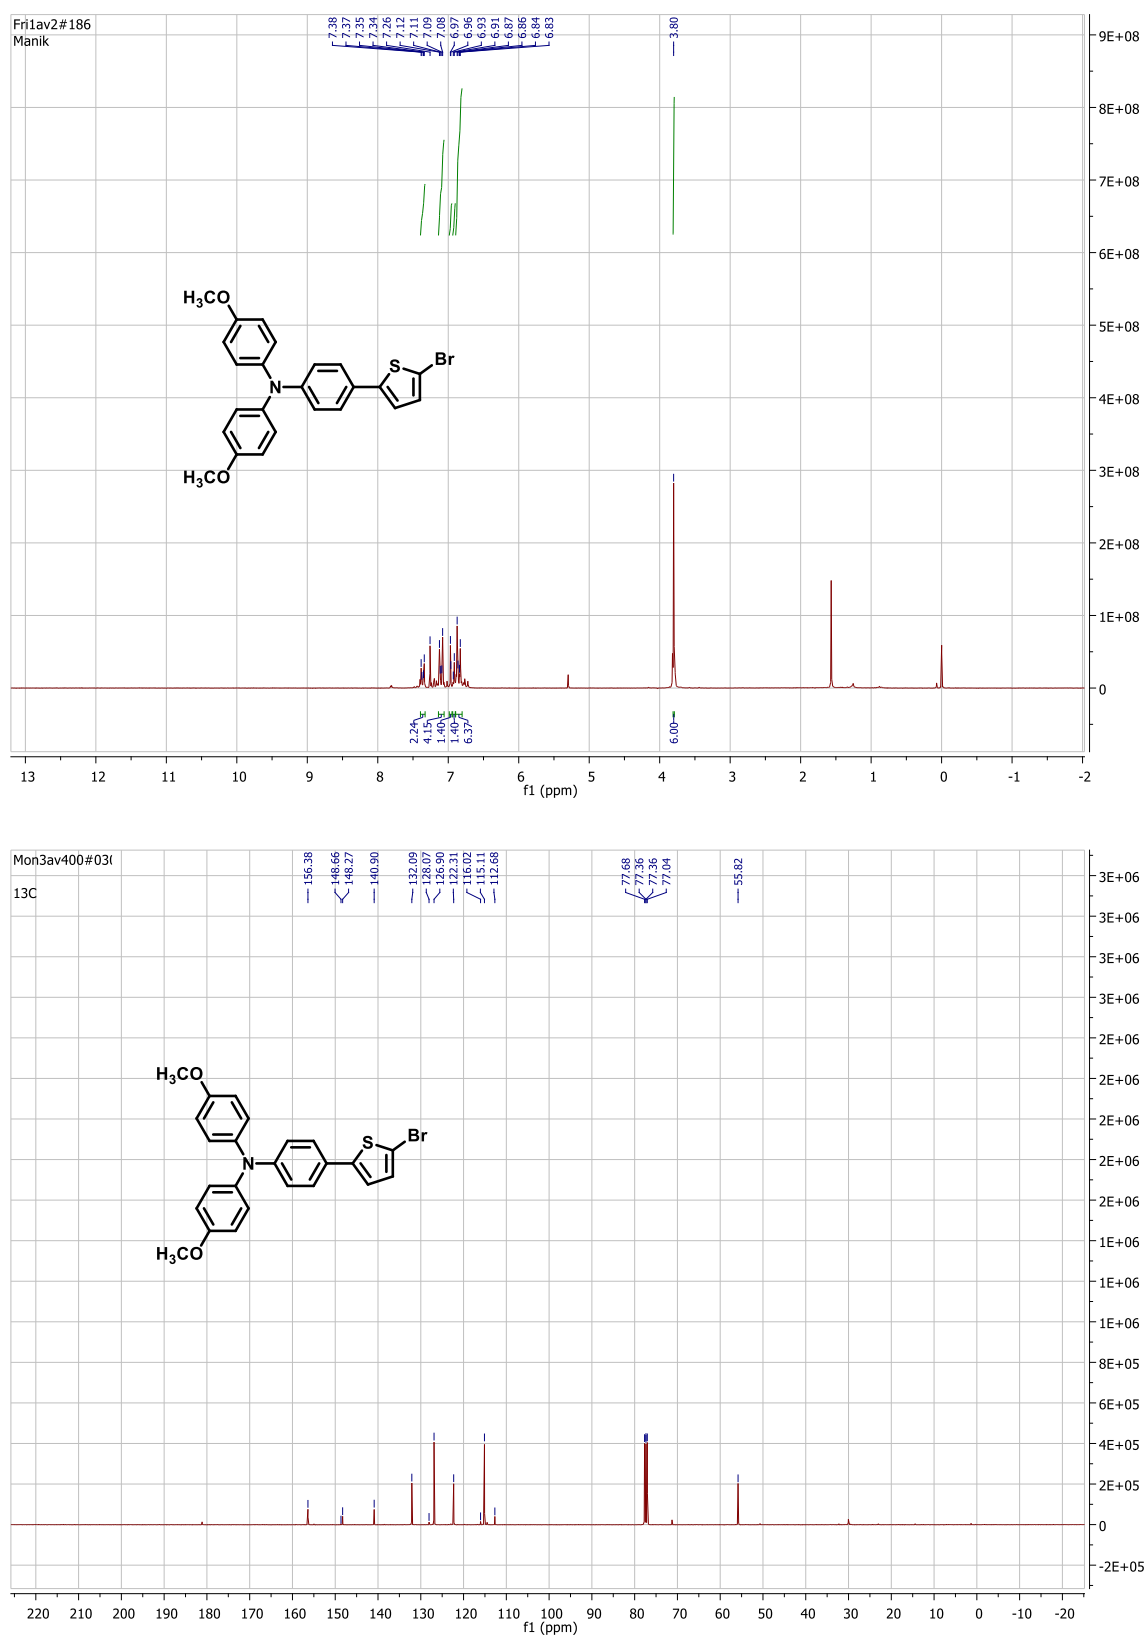 Fri1av2#186
Manik
7.38
7.37
7.35
7.34
7.26
7.12
7.11
7.09
7.08
6.97
6.96
6.93
6.91
6.87
6.86
6.84
6.83
3.80
9E+08
8E+08
7E+08
6E+08
5E+08
4E+08
3E+08
2E+08
1E+08
0
H₃CO
N
S
Br
H₃CO
2.24
4.15
1.40
1.40
6.37
6.00
13 12 11 10 9 8 7 6 5 4 3 2 1 0 -1 -2
f1 (ppm)
Mon3av400#03(
13C
156.38
148.66
148.27
140.90
132.09
128.07
126.90
122.31
116.02
115.11
112.68
77.68
77.36
77.36
77.04
55.82
3E+06
3E+06
3E+06
3E+06
2E+06
2E+06
2E+06
2E+06
2E+06
1E+06
1E+06
1E+06
8E+05
6E+05
4E+05
2E+05
0
-2E+05
H₃CO
N
S
Br
H₃CO
220 210 200 190 180 170 160 150 140 130 120 110 100 90 80 70 60 50 40 30 20 10 0 -10 -20
f1 (ppm)